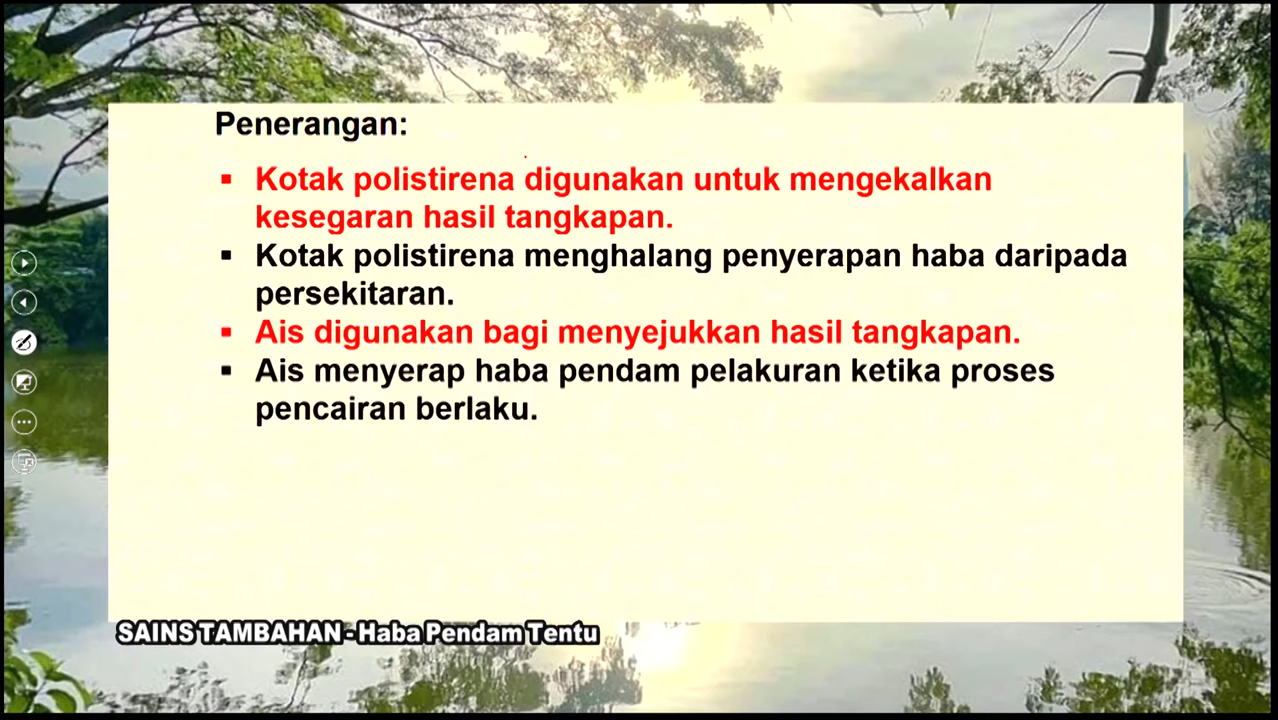 Penerangan:
▪ Kotak polistirena digunakan untuk mengekalkan
kesegaran hasil tangkapan.
▪ Kotak polistirena menghalang penyerapan haba daripada
persekitaran.
▪ Ais digunakan bagi menyejukkan hasil tangkapan.
▪ Ais menyerap haba pendam pelakuran ketika proses
pencairan berlaku.
SAINS TAMBAHAN - Haba Pendam Tentu